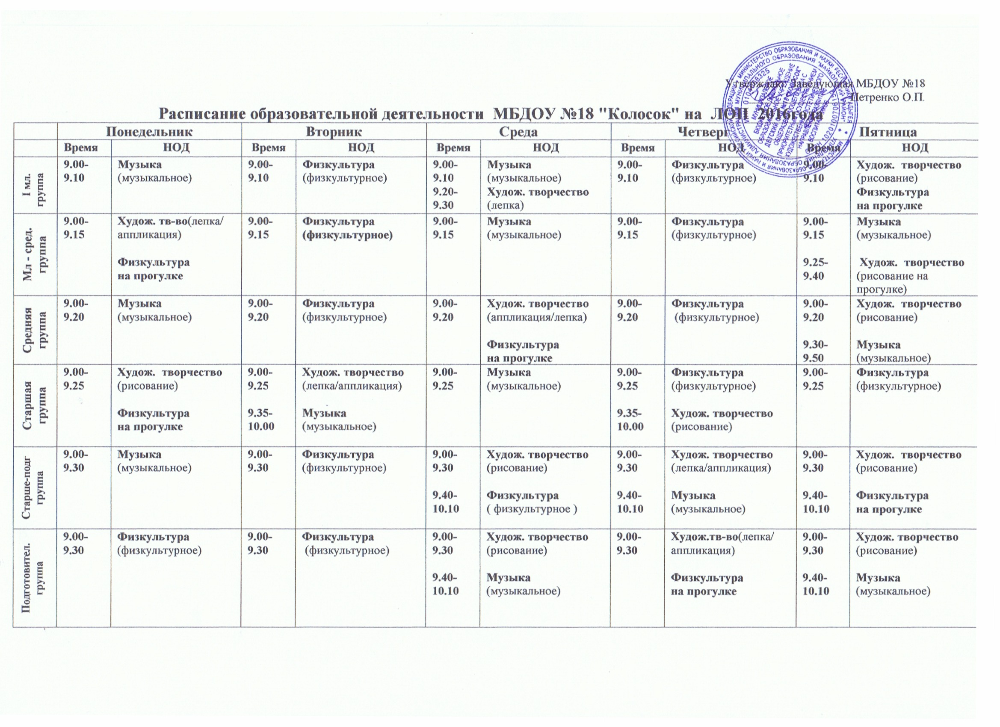 Утверждаю: Заведующая МБДОУ №18
Петренко О.П.
Расписание образовательной деятельности МБДОУ №18 "Колосок" на ЛОП 2016года
Понедельник Вторник Среда Четверг Пятница
Время НОД Время НОД Время НОД Время НОД Время НОД
I мл.
группа
9.00-
9.10
Музыка
(музыкальное)
9.00-
9.10
Физкультура
(физкультурное)
9.00-
9.10
9.20-
9.30
Музыка
(музыкальное)
Худож. творчество
(лепка)
9.00-
9.10
Физкультура
(физкультурное)
9.00-
9.10
Худож. творчество
(рисование)
Физкультура
на прогулке
Мл - сред.
группа
9.00-
9.15
Худож. тв-во(лепка/
аппликация)
Физкультура
на прогулке
9.00-
9.15
Физкультура
(физкультурное)
9.00-
9.15
Музыка
(музыкальное)
9.00-
9.15
Физкультура
(физкультурное)
9.00-
9.15
9.25-
9.40
Музыка
(музыкальное)
Худож. творчество
(рисование на
прогулке)
Средняя
группа
9.00-
9.20
Музыка
(музыкальное)
9.00-
9.20
Физкультура
(физкультурное)
9.00-
9.20
Худож. творчество
(аппликация/лепка)
Физкультура
на прогулке
9.00-
9.20
Физкультура
(физкультурное)
9.00-
9.20
9.30-
9.50
Худож. творчество
(рисование)
Музыка
(музыкальное)
Старшая
группа
9.00-
9.25
Худож. творчество
(рисование)
Физкультура
на прогулке
9.00-
9.25
9.35-
10.00
Худож. творчество
(лепка/аппликация)
Музыка
(музыкальное)
9.00-
9.25
Музыка
(музыкальное)
9.00-
9.25
9.35-
10.00
Физкультура
(физкультурное)
Худож. творчество
(рисование)
9.00-
9.25
Физкультура
(физкультурное)
Старше-подг
группа
9.00-
9.30
Музыка
(музыкальное)
9.00-
9.30
Физкультура
(физкультурное)
9.00-
9.30
9.40-
10.10
Худож. творчество
(рисование)
Физкультура
( физкультурное )
9.00-
9.30
9.40-
10.10
Худож. творчество
(лепка/аппликация)
Музыка
(музыкальное)
9.00-
9.30
9.40-
10.10
Худож. творчество
(рисование)
Физкультура
на прогулке
Подготовител.
группа
9.00-
9.30
Физкультура
(физкультурное)
9.00-
9.30
Физкультура
(физкультурное)
9.00-
9.30
9.40-
10.10
Худож. творчество
(рисование)
Музыка
(музыкальное)
9.00-
9.30
Худож.тв-во(лепка/
аппликация)
Физкультура
на прогулке
9.00-
9.30
9.40-
10.10
Худож. творчество
(рисование)
Музыка
(музыкальное)